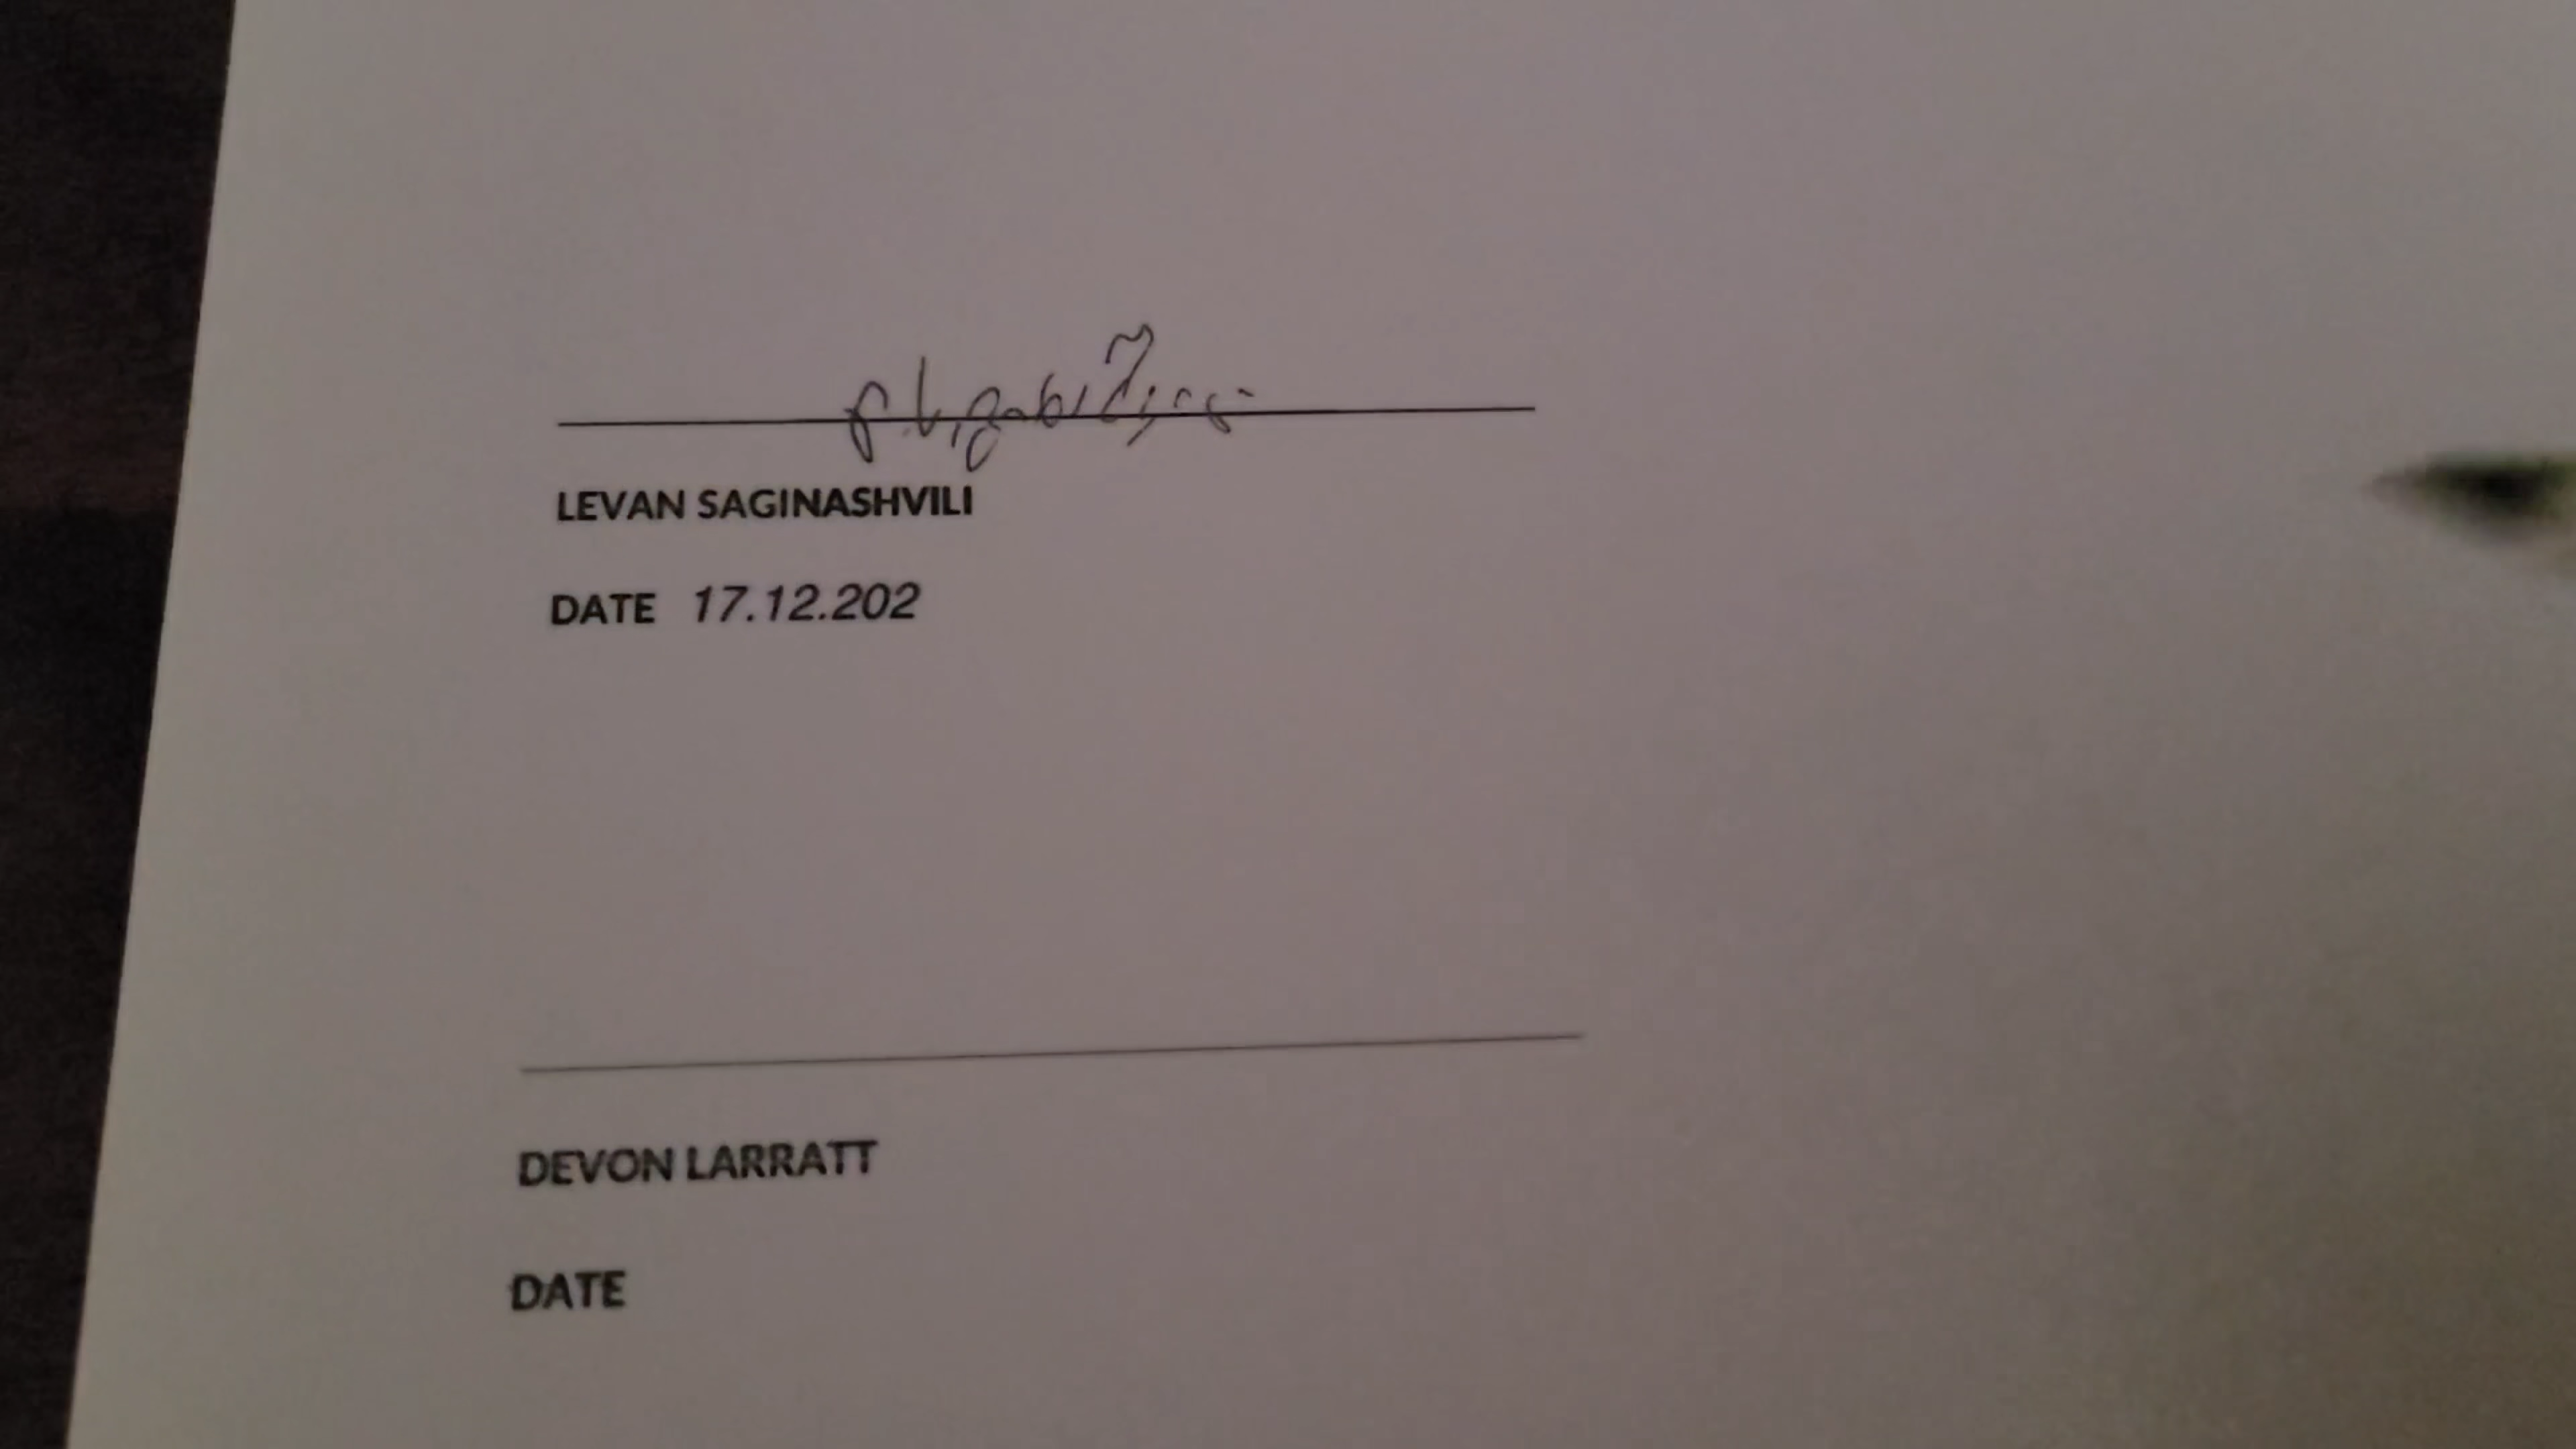 LEVAN SAGINASHVILI
DATE 17.12.202
DEVON LARRATT
DATE